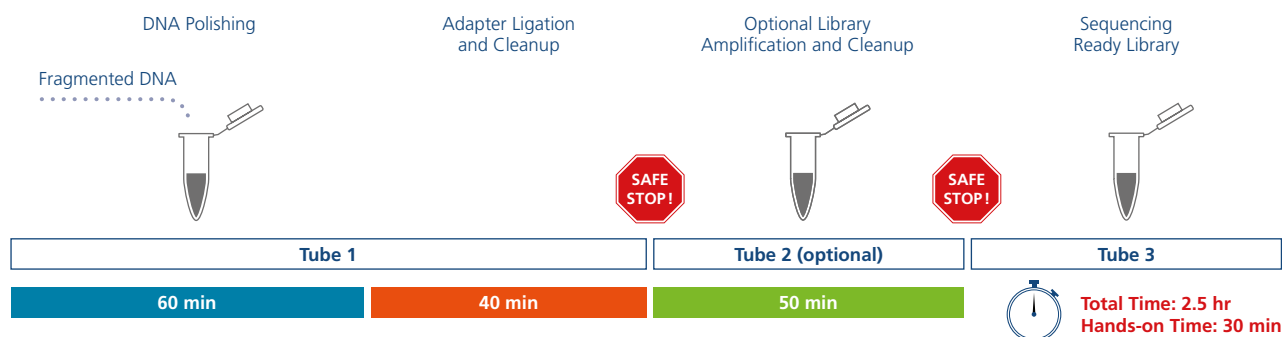 DNA Polishing
Adapter Ligation
and Cleanup
Optional Library
Amplification and Cleanup
Sequencing
Ready Library
Fragmented DNA
SAFE
STOP!
SAFE
STOP!
Tube 1
Tube 2 (optional)
Tube 3
60 min
40 min
50 min
Total Time: 2.5 hr
Hands-on Time: 30 min